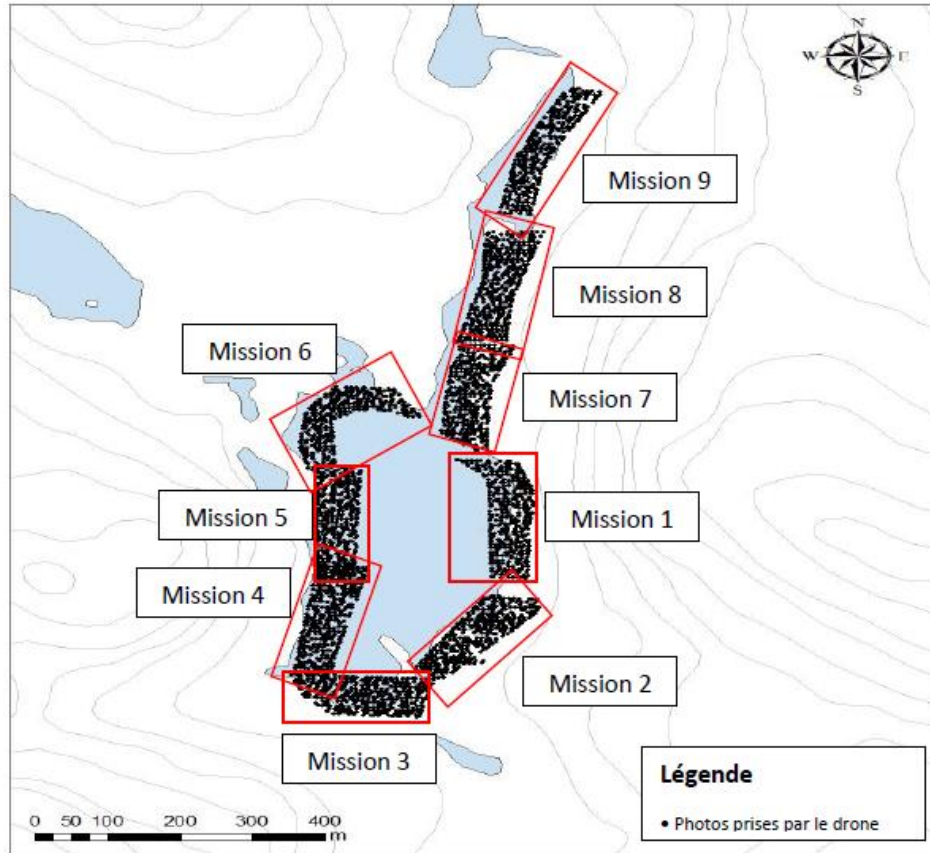 N
W E
S
Mission 9
Mission 8
Mission 6
Mission 7
Mission 5
Mission 1
Mission 4
Mission 2
Mission 3
Légende
• Photos prises par le drone
0 50 100 200 300 400
m